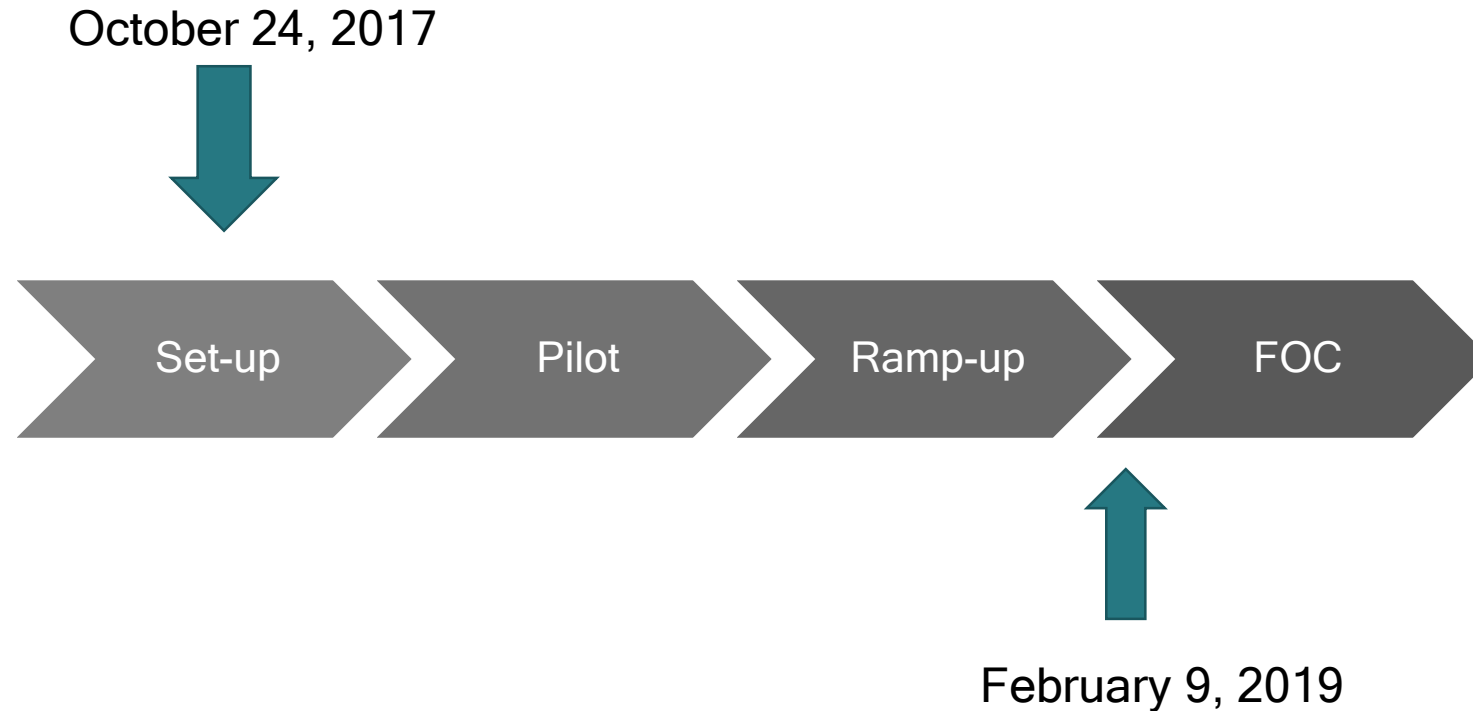 October 24, 2017
Set-up
Pilot
Ramp-up
FOC
February 9, 2019